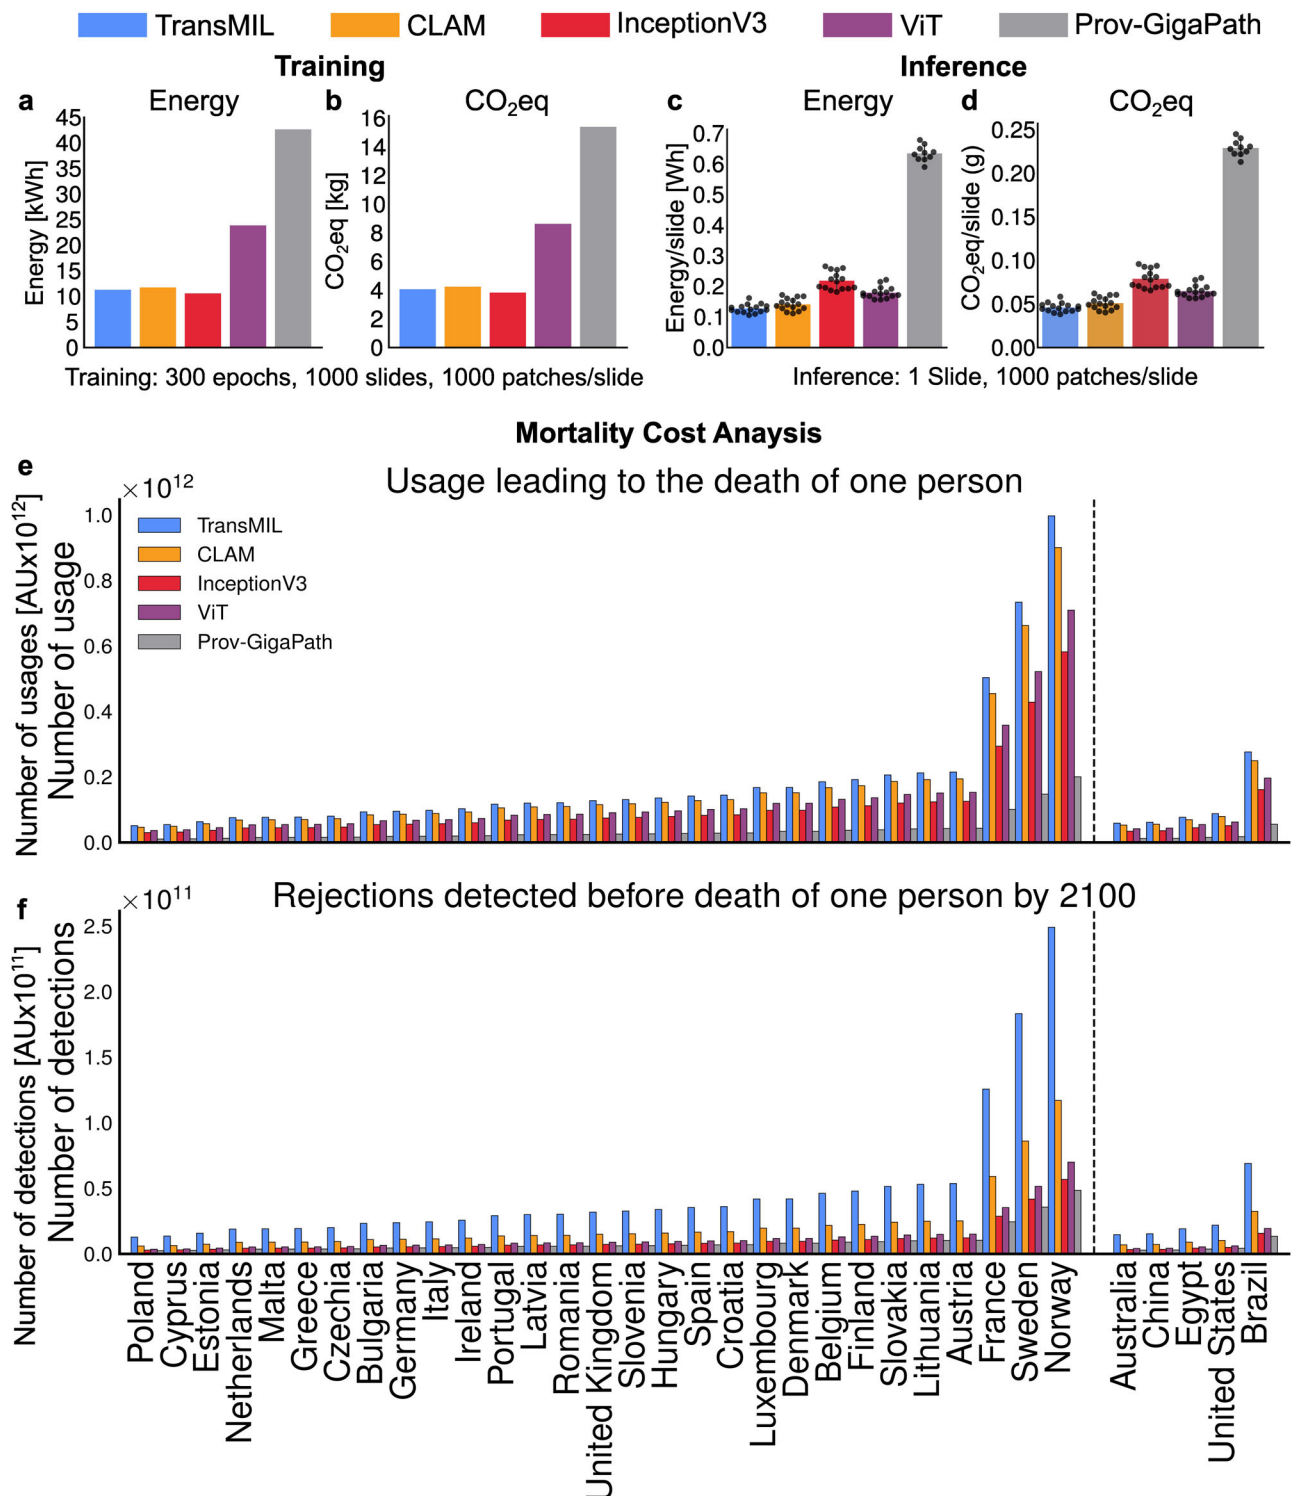 TransMIL CLAM InceptionV3 ViT Prov-GigaPath
Training Inference
a Energy b CO₂eq c Energy d CO₂eq
Energy [kWh]
45
40
35
30
25
20
15
10
5
0
CO₂eq [kg]
16
14
12
10
8
6
4
2
0
Energy/slide [Wh]
0.7
0.6
0.5
0.4
0.3
0.2
0.1
0.0
CO₂eq/slide (g)
0.25
0.20
0.15
0.10
0.05
0.00
Training: 300 epochs, 1000 slides, 1000 patches/slide
Inference: 1 Slide, 1000 patches/slide
Mortality Cost Anaysis
e
Usage leading to the death of one person
×10¹²
Number of usages [AUx10¹²]
Number of usage
1.0
0.8
0.6
0.4
0.2
0.0
TransMIL
CLAM
InceptionV3
ViT
Prov-GigaPath
f
Rejections detected before death of one person by 2100
×10¹¹
Number of detections [AUx10¹¹]
Number of detections
2.5
2.0
1.5
1.0
0.5
0.0
Poland
Cyprus
Estonia
Netherlands
Malta
Greece
Czechia
Bulgaria
Germany
Italy
Ireland
Portugal
Latvia
Romania
United Kingdom
Slovenia
Hungary
Spain
Croatia
Luxembourg
Denmark
Belgium
Finland
Slovakia
Lithuania
Austria
France
Sweden
Norway
Australia
China
Egypt
United States
Brazil